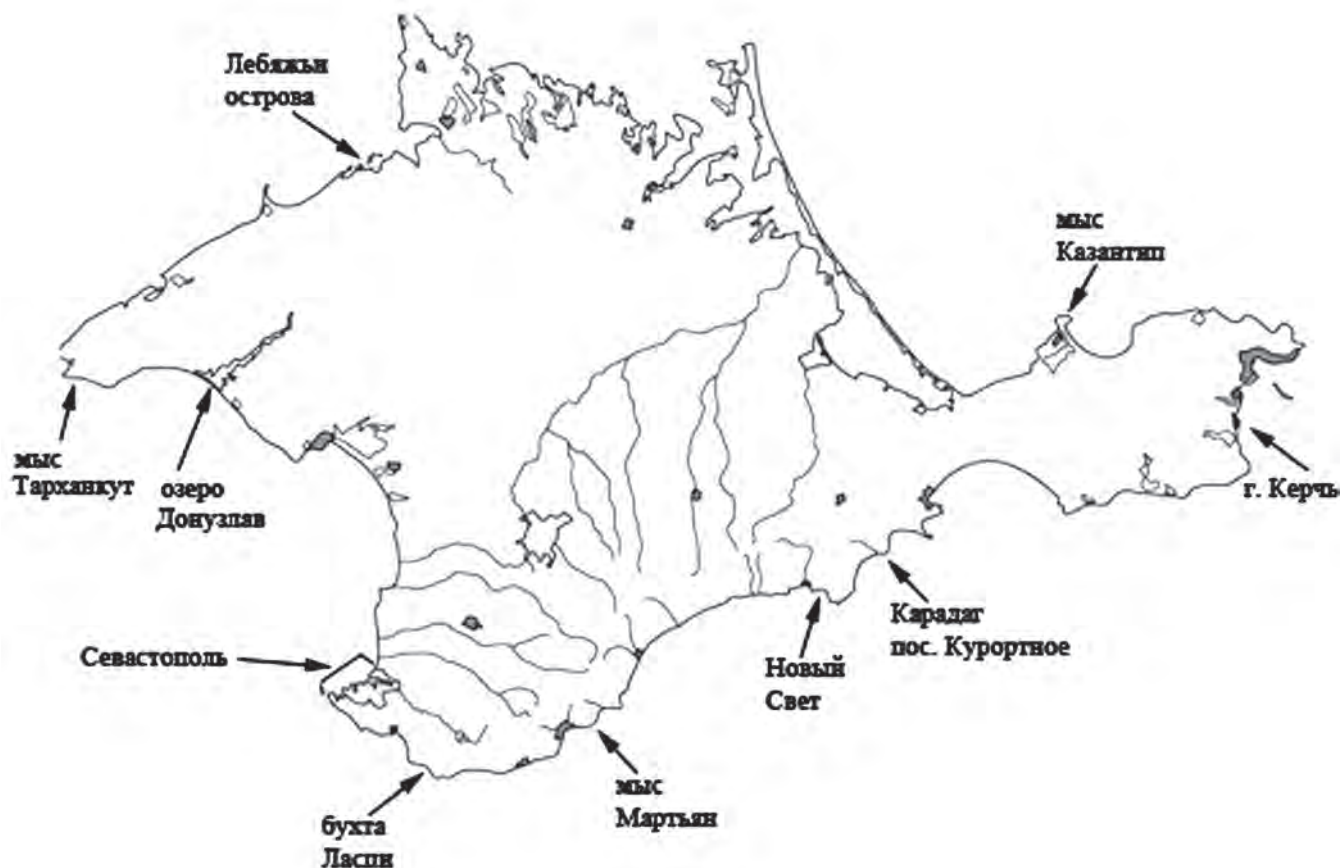 Лебяжьи
острова
мыс
Казантип
мыс
Тарханкут
озеро
Донузлав
г. Керчь
Карадаг
пос. Курортное
Севастополь
Новый
Свет
мыс
Мартьян
бухта
Ласпи